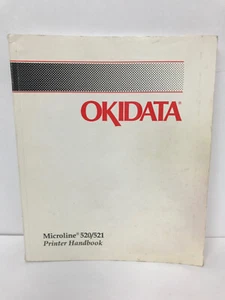 OKIDATA®
Microline® 520/521
Printer Handbook